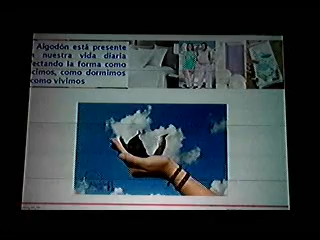 Algodón está presente
nuestra vida diaria
ectando la forma como
cimos, como dormimos
como vivimos